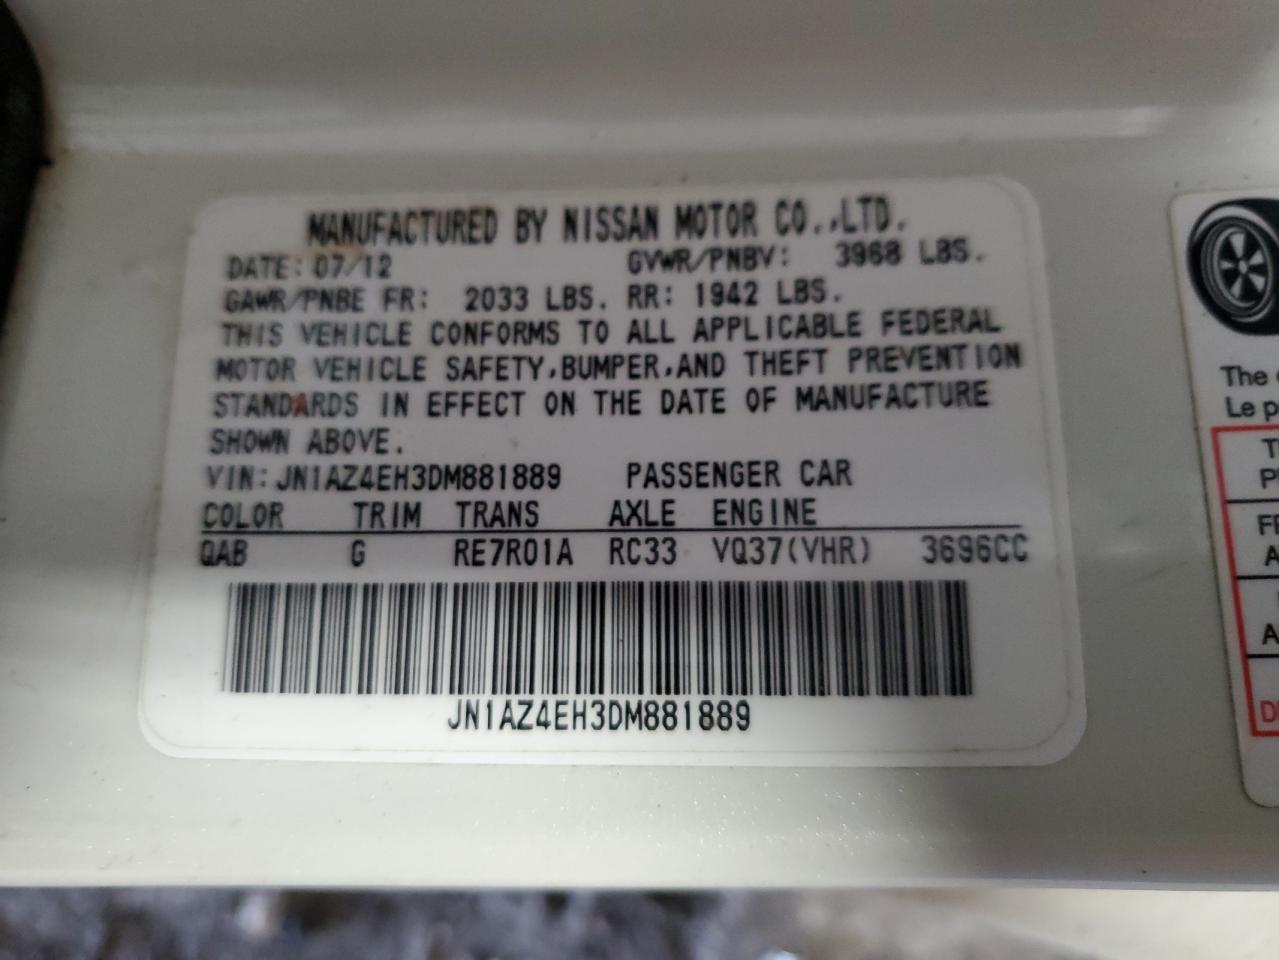 MANUFACTURED BY NISSAN MOTOR CO.,LTD.
DATE: 07/12 GVWR/PNBV: 3968 LBS.
GAWR/PNBE FR: 2033 LBS. RR: 1942 LBS.
THIS VEHICLE CONFORMS TO ALL APPLICABLE FEDERAL
MOTOR VEHICLE SAFETY,BUMPER,AND THEFT PREVENTION
STANDARDS IN EFFECT ON THE DATE OF MANUFACTURE
SHOWN ABOVE.
VIN: JN1AZ4EH3DM881889 PASSENGER CAR
COLOR TRIM TRANS AXLE ENGINE
QAB G RE7R01A RC33 VQ37(VHR) 3696CC
JN1AZ4EH3DM881889
The
Le